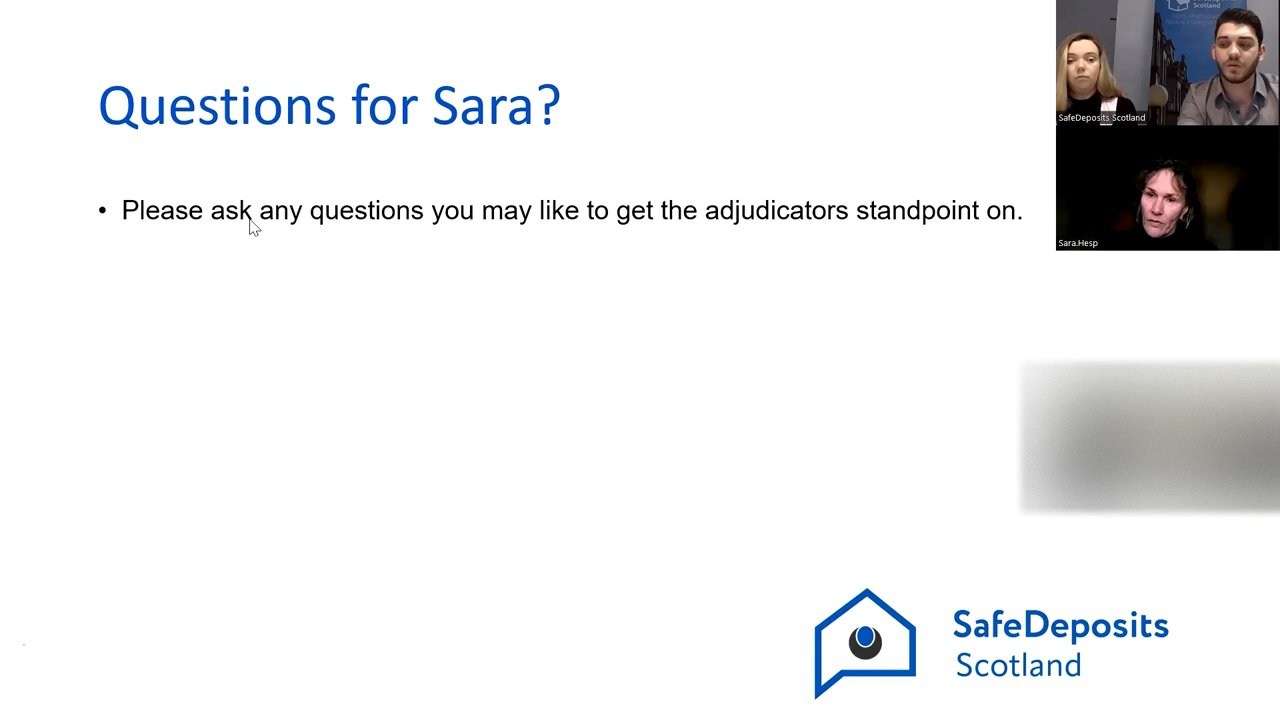 Questions for Sara?
• Please ask any questions you may like to get the adjudicators standpoint on.
Scotland
SafeDeposits Scotland
Sara.Hesp
SafeDeposits
Scotland